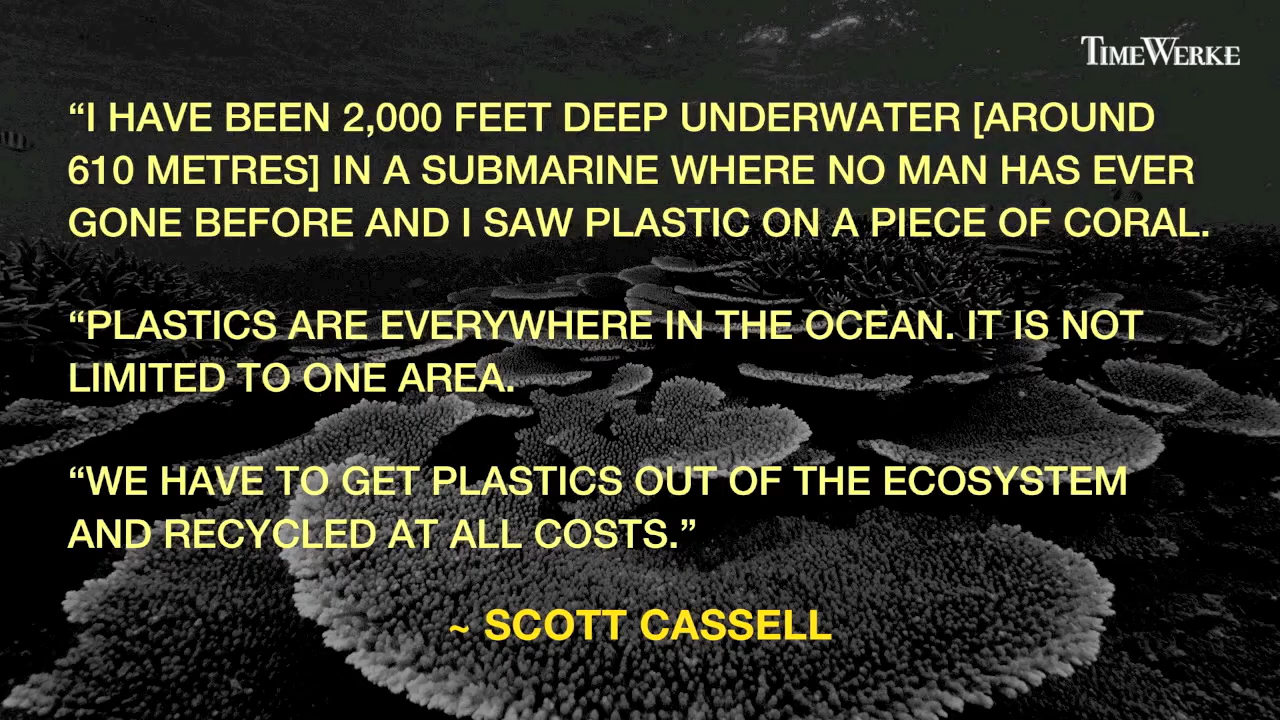 TIMEWERKE
“I HAVE BEEN 2,000 FEET DEEP UNDERWATER [AROUND
610 METRES] IN A SUBMARINE WHERE NO MAN HAS EVER
GONE BEFORE AND I SAW PLASTIC ON A PIECE OF CORAL.
“PLASTICS ARE EVERYWHERE IN THE OCEAN. IT IS NOT
LIMITED TO ONE AREA.
“WE HAVE TO GET PLASTICS OUT OF THE ECOSYSTEM
AND RECYCLED AT ALL COSTS.”
~ SCOTT CASSELL